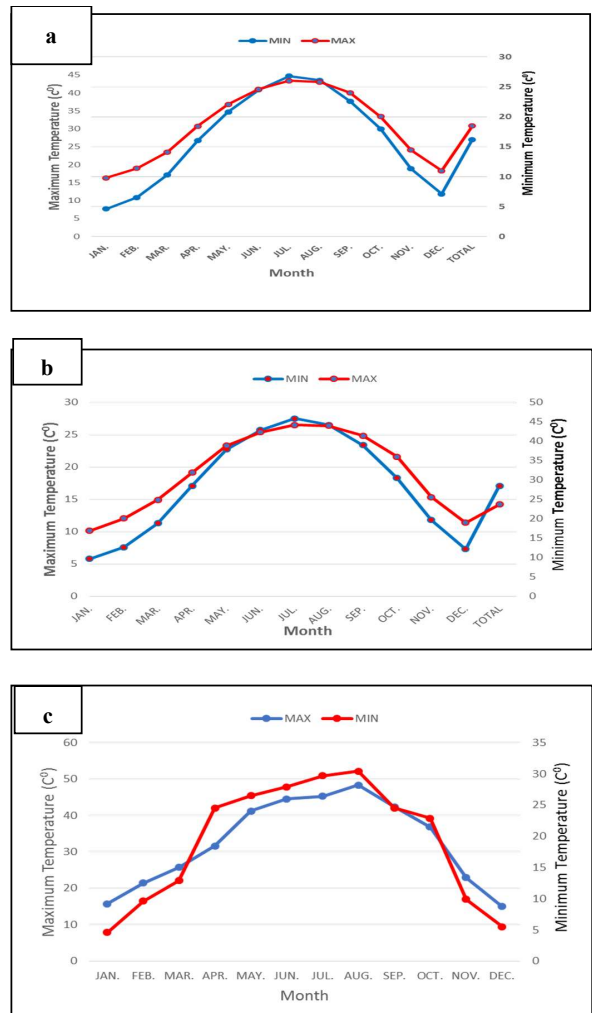 a
MIN MAX
Maximum Temperature (c⁰)
45
40
35
30
25
20
15
10
5
0
30
25
20
15
10
5
0
Minimum Temperature (c⁰)
JAN. FEB. MAR. APR. MAY. JUN. JUL. AUG. SEP. OCT. NOV. DEC. TOTAL
Month
b
MIN MAX
Maximum Temperature (C⁰)
30
25
20
15
10
5
0
50
45
40
35
30
25
20
15
10
5
0
Minimum Temperature (C⁰)
JAN. FEB. MAR. APR. MAY. JUN. JUL. AUG. SEP. OCT. NOV. DEC. TOTAL
Month
c
MAX MIN
Maximum Temperature (C⁰)
60
50
40
30
20
10
0
35
30
25
20
15
10
5
0
Minimum Temperature (C⁰)
JAN. FEB. MAR. APR. MAY. JUN. JUL. AUG. SEP. OCT. NOV. DEC.
Month